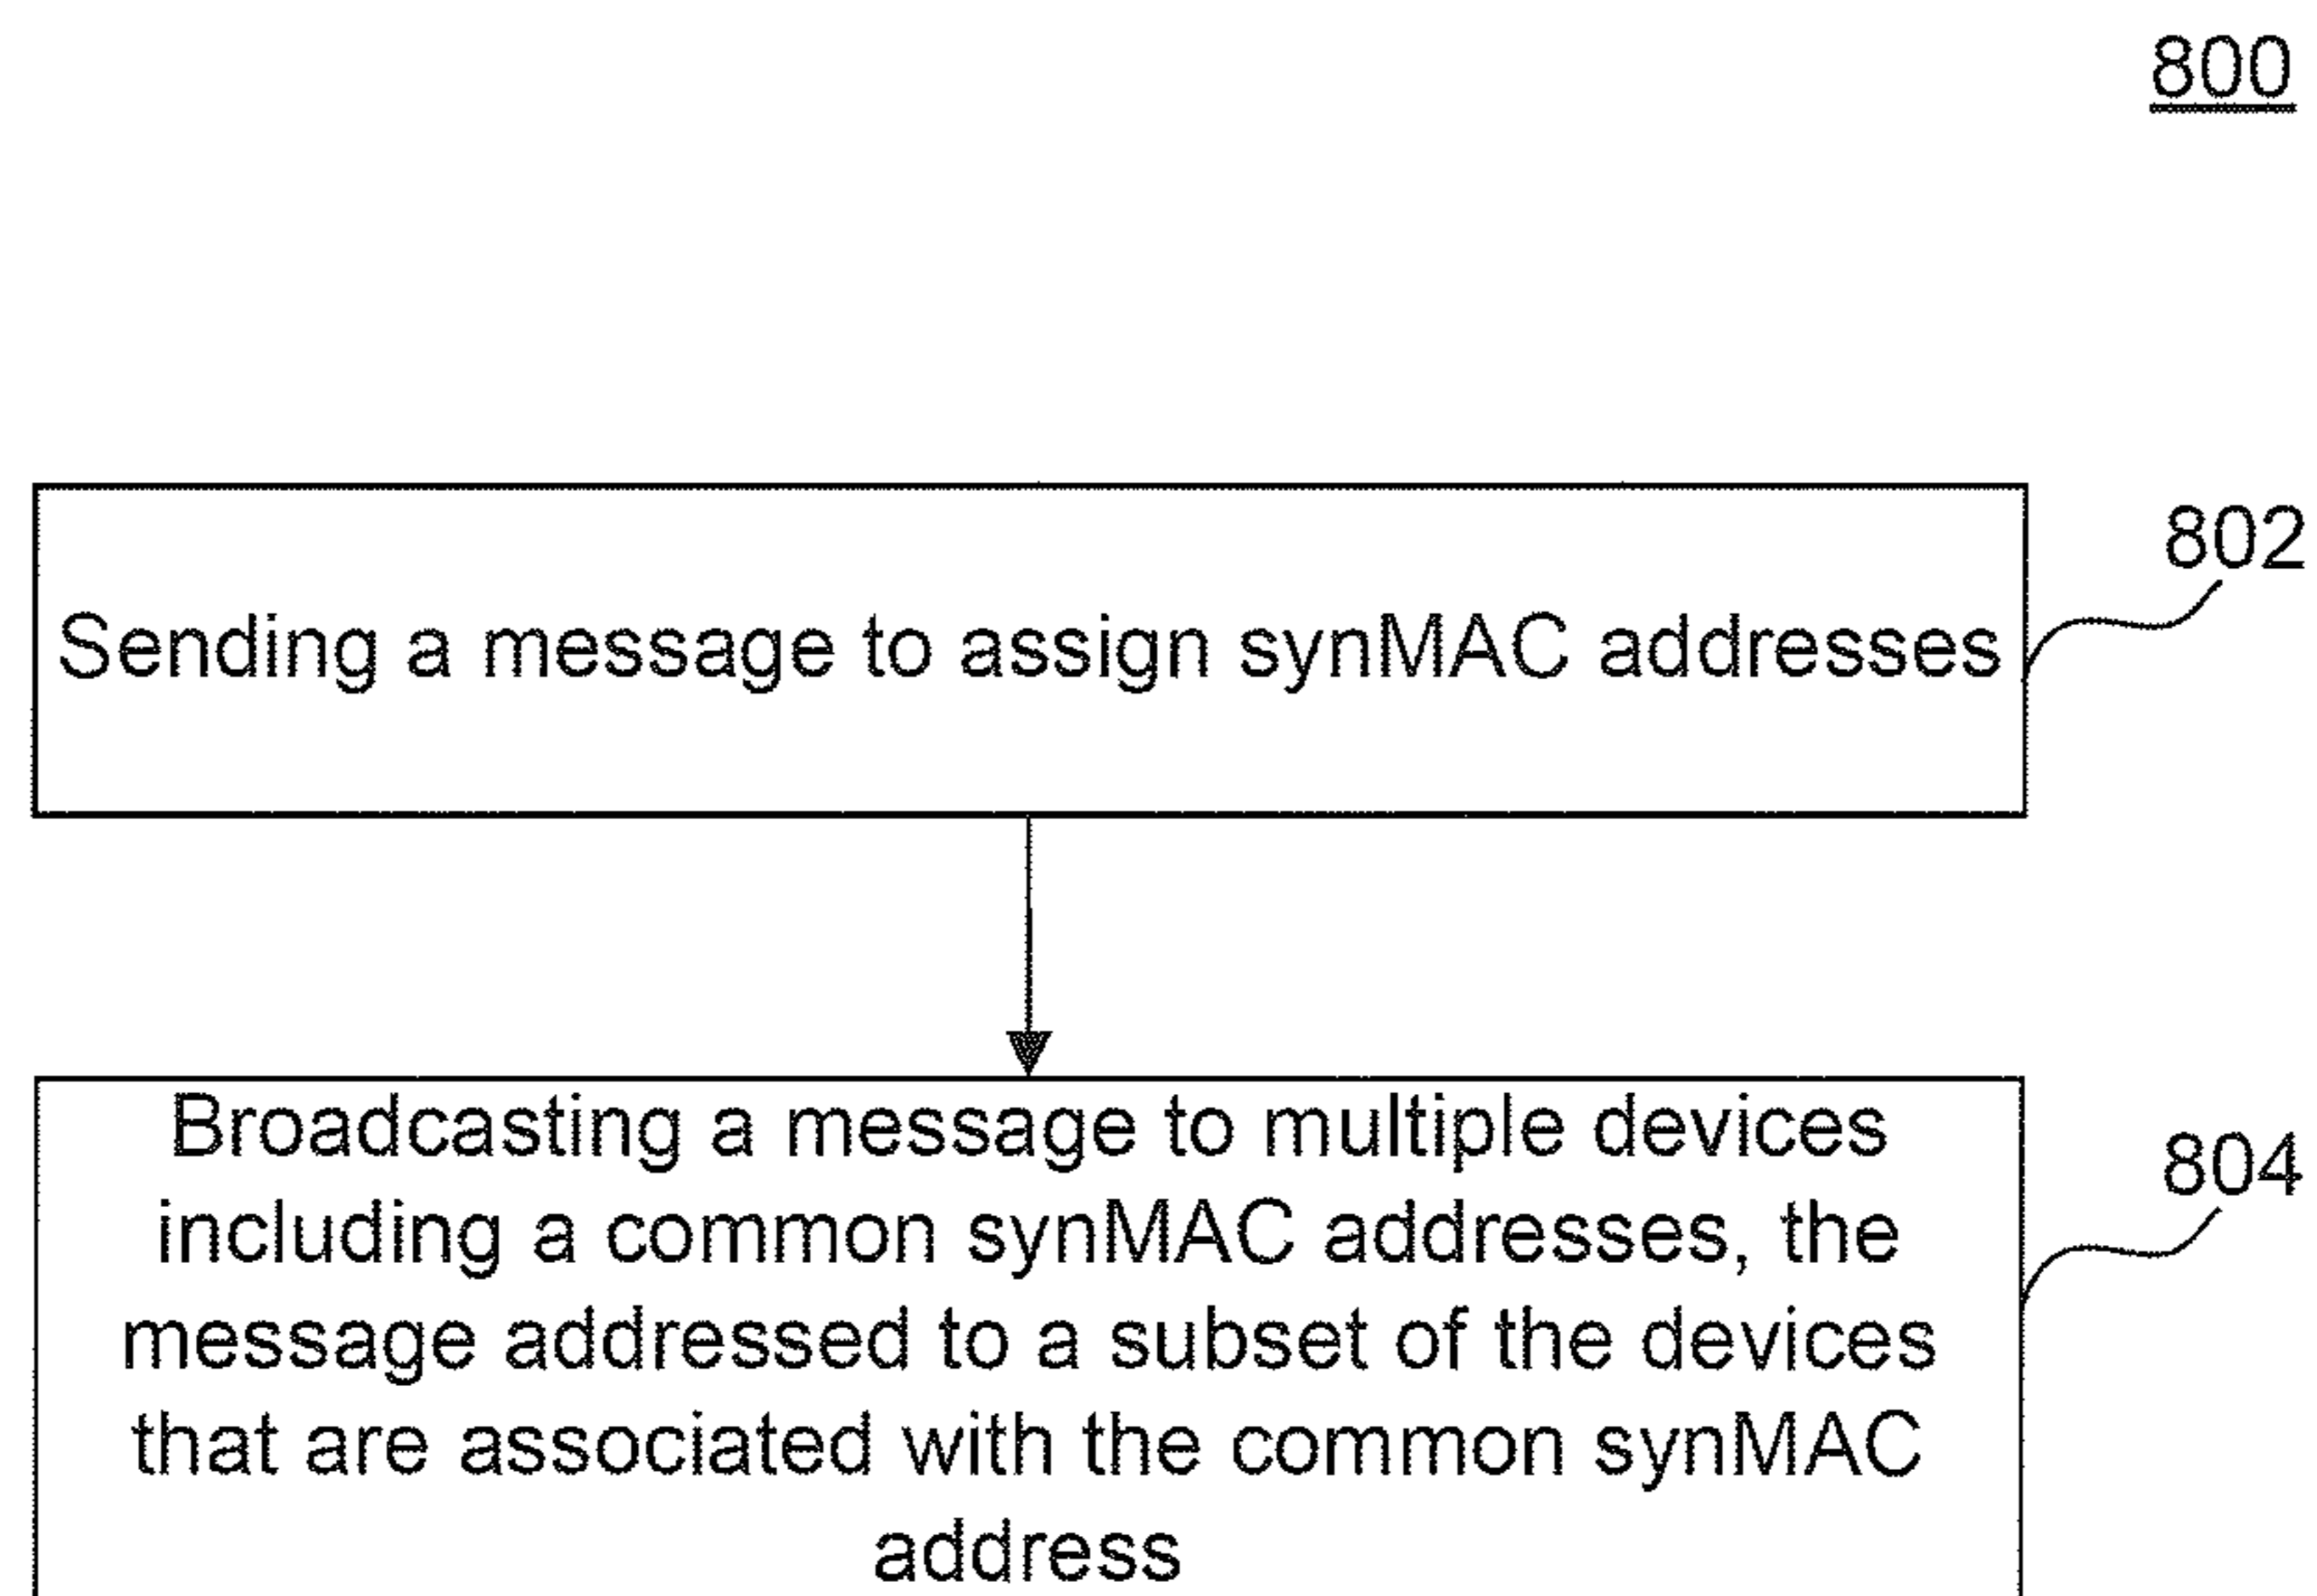 800
802
Sending a message to assign synMAC addresses
804
Broadcasting a message to multiple devices
including a common synMAC addresses, the
message addressed to a subset of the devices
that are associated with the common synMAC
address